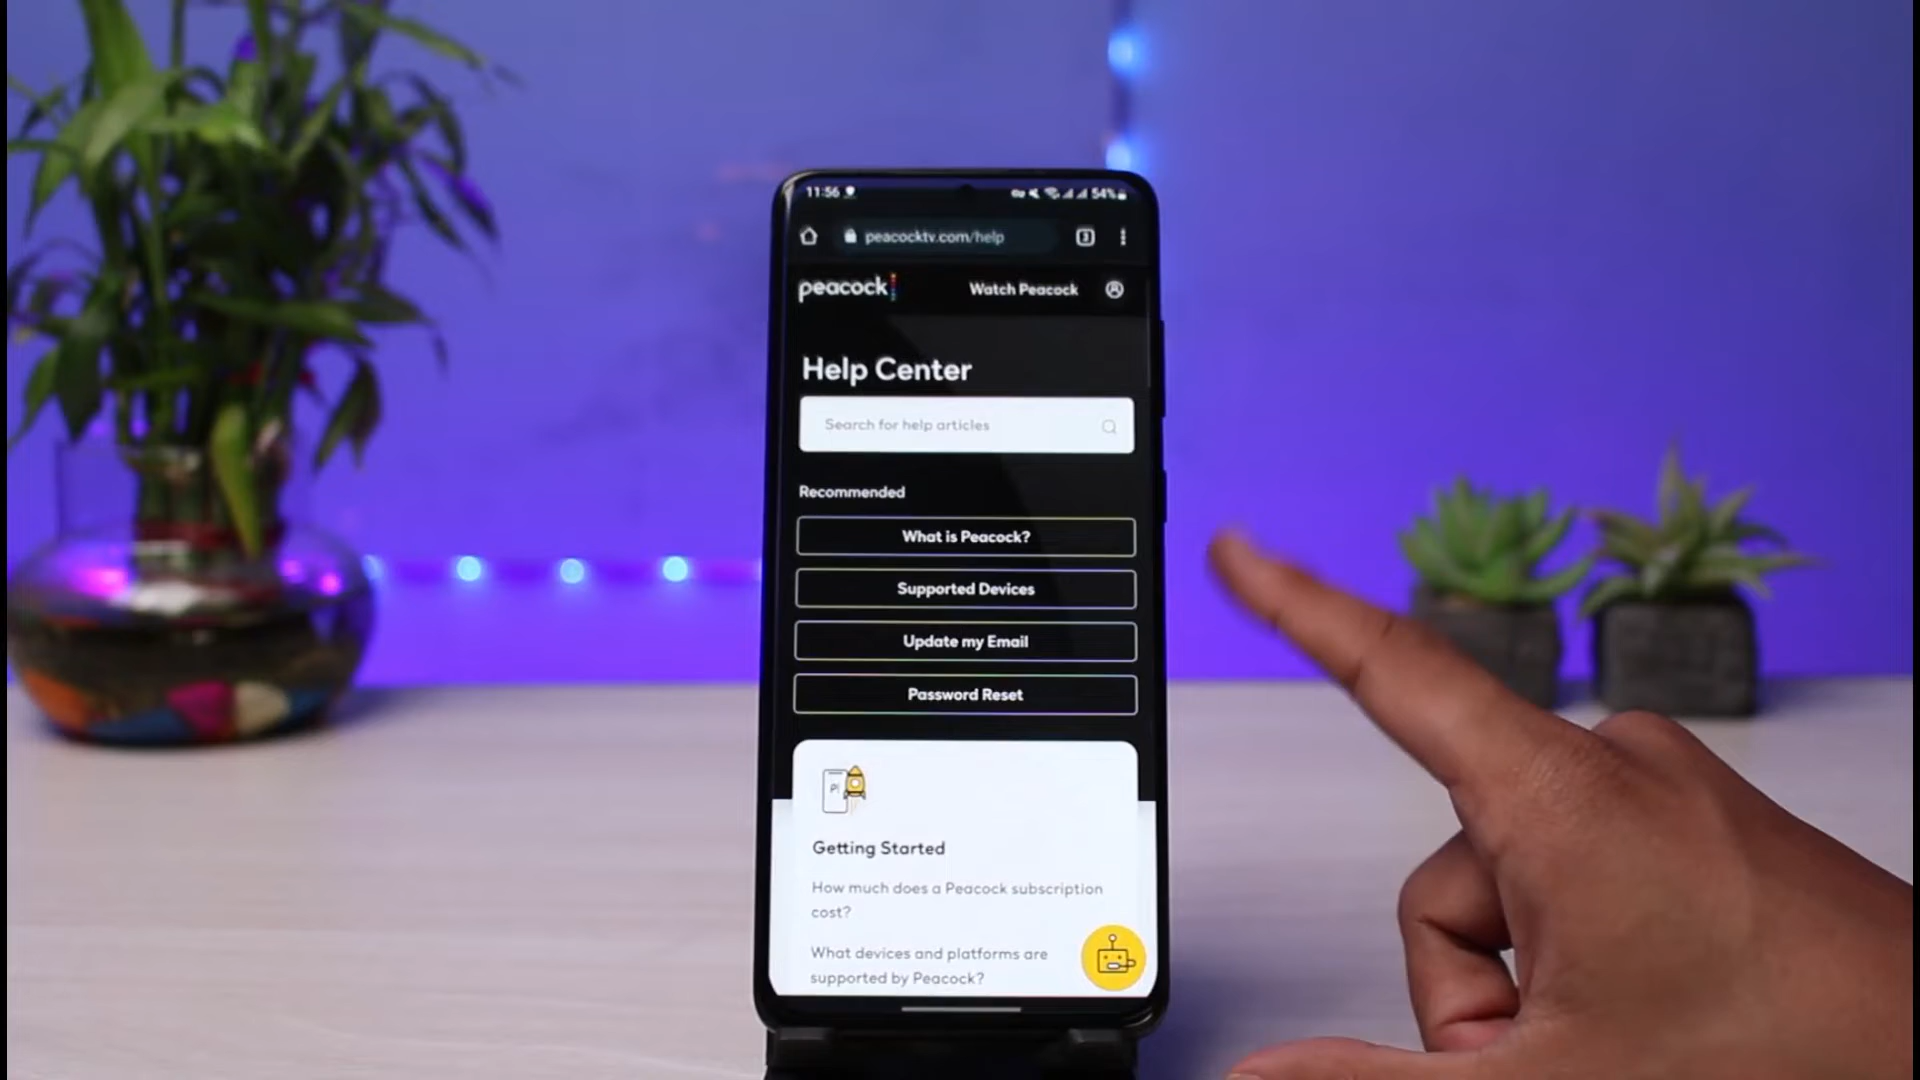 11:56
54%
peacocktv.com/help
3
peacock
Watch Peacock
Help Center
Search for help articles
Recommended
What is Peacock?
Supported Devices
Update my Email
Password Reset
P!
Getting Started
How much does a Peacock subscription
cost?
What devices and platforms are
supported by Peacock?